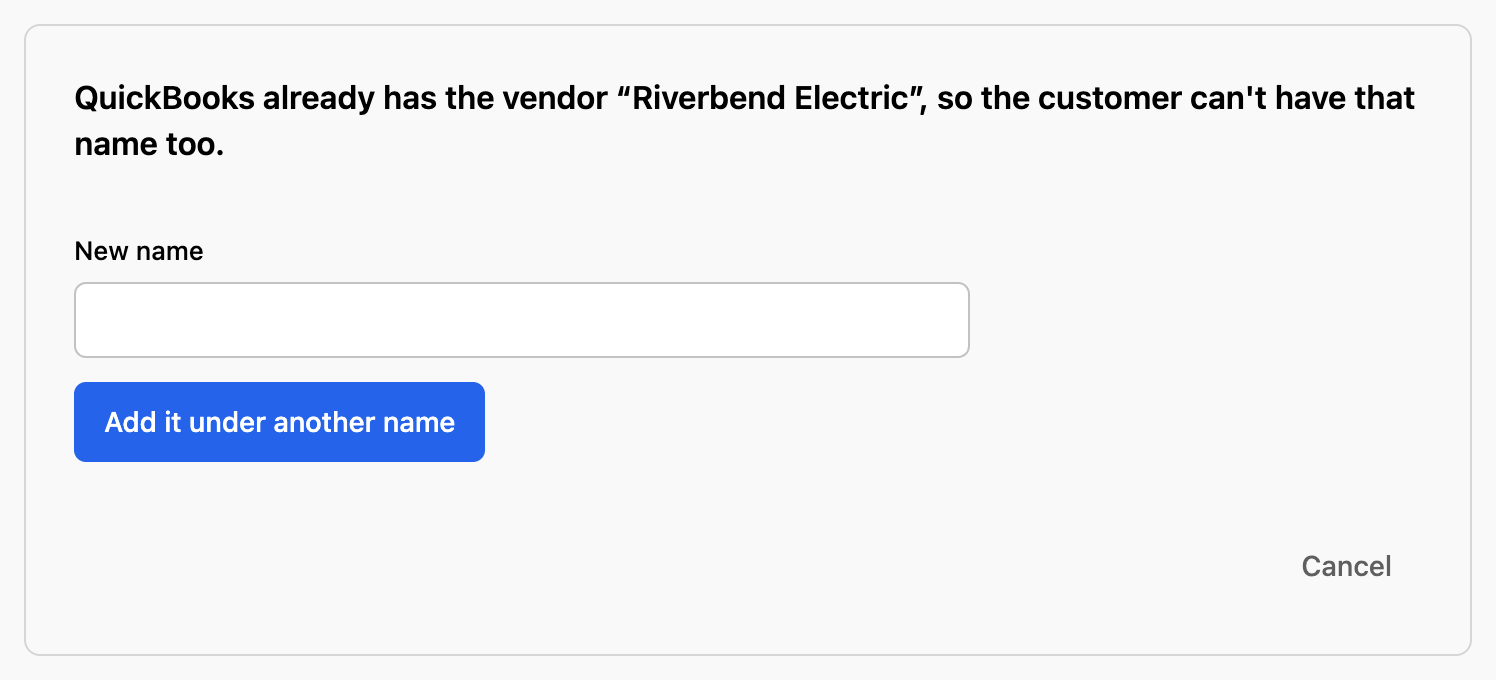 QuickBooks already has the vendor “Riverbend Electric”, so the customer can't have that
name too.
New name
Add it under another name
Cancel